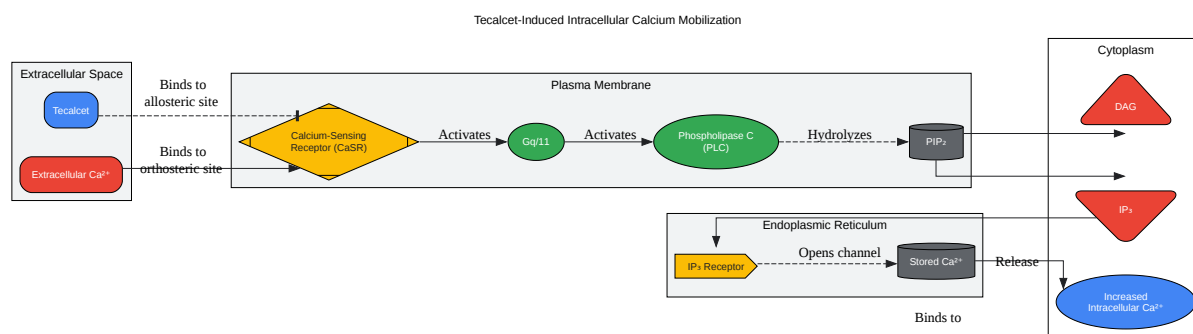 Tecalcet-Induced Intracellular Calcium Mobilization
Extracellular Space
Plasma Membrane
Cytoplasm
Tecalcet
Binds to
allosteric site
Extracellular Ca²⁺
Binds to
orthosteric site
Calcium-Sensing
Receptor (CaSR)
Activates
Gq/11
Activates
Phospholipase C
(PLC)
Hydrolyzes
PIP₂
DAG
IP₃
Endoplasmic Reticulum
IP₃ Receptor
Opens channel
Stored Ca²⁺
Release
Increased
Intracellular Ca²⁺
Binds to